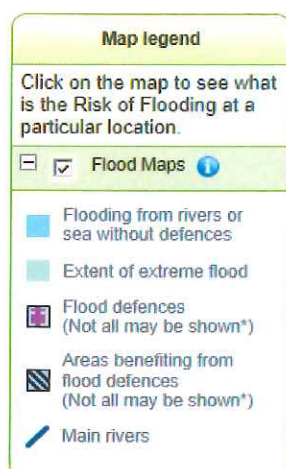 Map legend
Click on the map to see what
is the Risk of Flooding at a
particular location.
Flood Maps
Flooding from rivers or
sea without defences
Extent of extreme flood
Flood defences
(Not all may be shown*)
Areas benefiting from
flood defences
(Not all may be shown*)
Main rivers